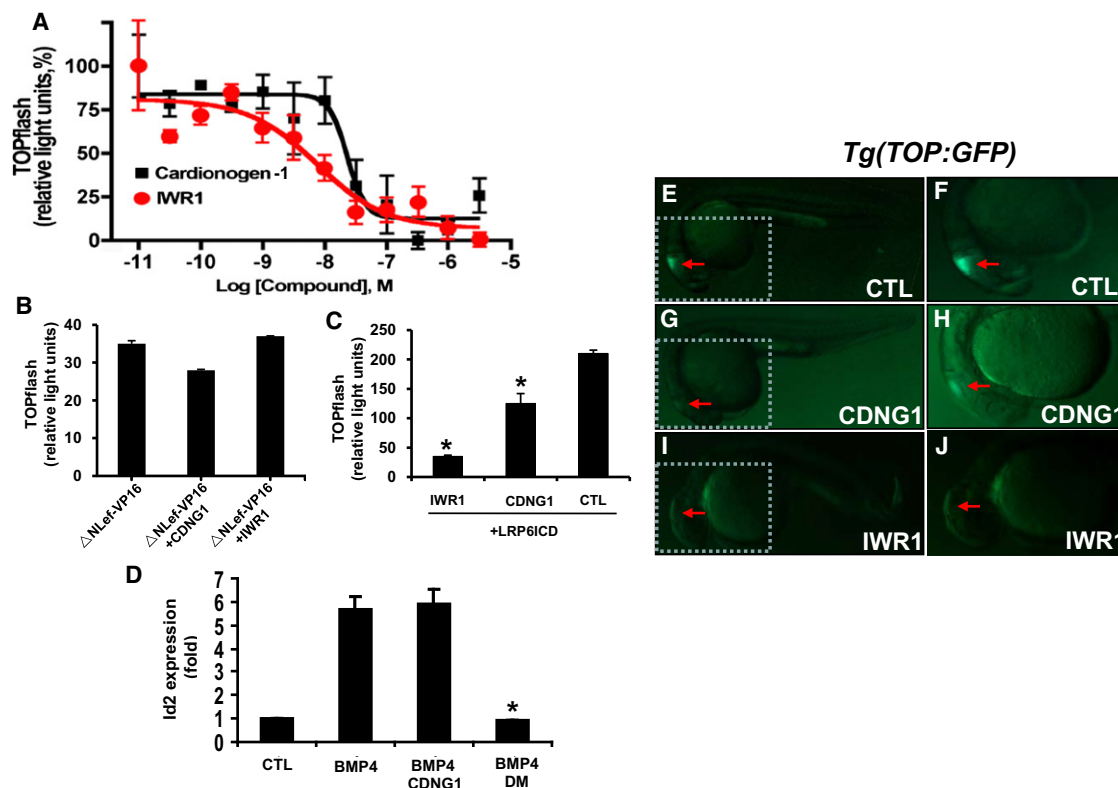 A
TOPflash
(relative light units,%)
100
75
50
25
0
Cardionogen-1
IWR1
-11
-10
-9
-8
-7
-6
-5
Log [Compound], M
B
TOPflash
(relative light units)
40
30
20
10
0
△NLef-VP16
△NLef-VP16
+CDNG1
△NLef-VP16
+IWR1
C
TOPflash
(relative light units)
250
200
150
100
50
0
*
*
IWR1
CDNG1
CTL
+LRP6ICD
D
Id2 expression
(fold)
7
6
5
4
3
2
1
0
*
CTL
BMP4
BMP4
CDNG1
BMP4
DM
Tg(TOP:GFP)
E
CTL
F
CTL
G
CDNG1
H
CDNG1
I
IWR1
J
IWR1